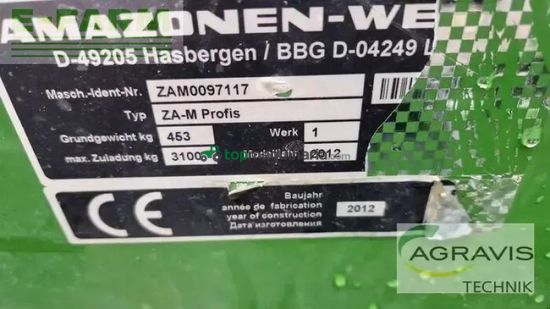 AMAZONEN-WE
D-49205 Hasbergen / BBG D-04249 L
Masch.-Ident-Nr. ZAM0097117
Typ ZA-M Profis
Grundgewicht kg 453 Werk 1
max. Zuladung kg 3100 Modelljahr 2012
CE
Baujahr
année de fabrication
year of construction 2012
Дата изготовления
AGRAVIS
TECHNIK